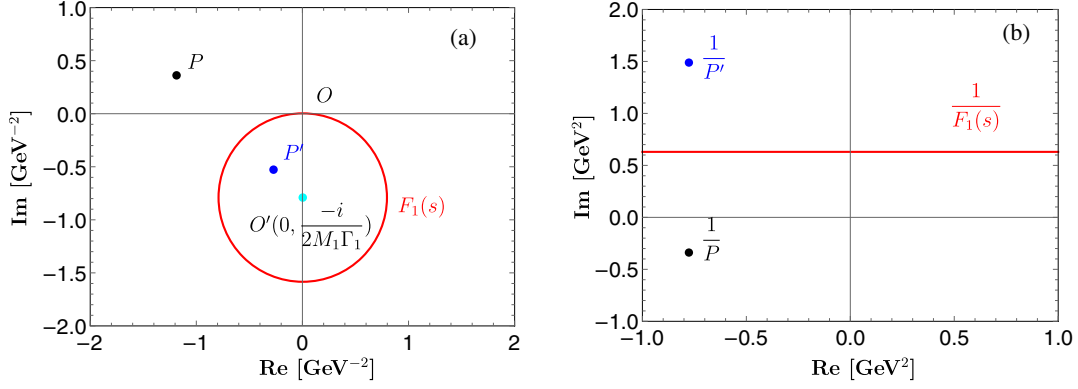 (a)
P
O
P′
F₁(s)
O′(0, −i/2M₁Γ₁)
1.0
0.5
0.0
−0.5
−1.0
−1.5
−2.0
−2
−1
0
1
2
Im [GeV⁻²]
Re [GeV⁻²]
(b)
1/P′
1/F₁(s)
1/P
2.0
1.5
1.0
0.5
0.0
−0.5
−1.0
−1.0
−0.5
0.0
0.5
1.0
Im [GeV²]
Re [GeV²]